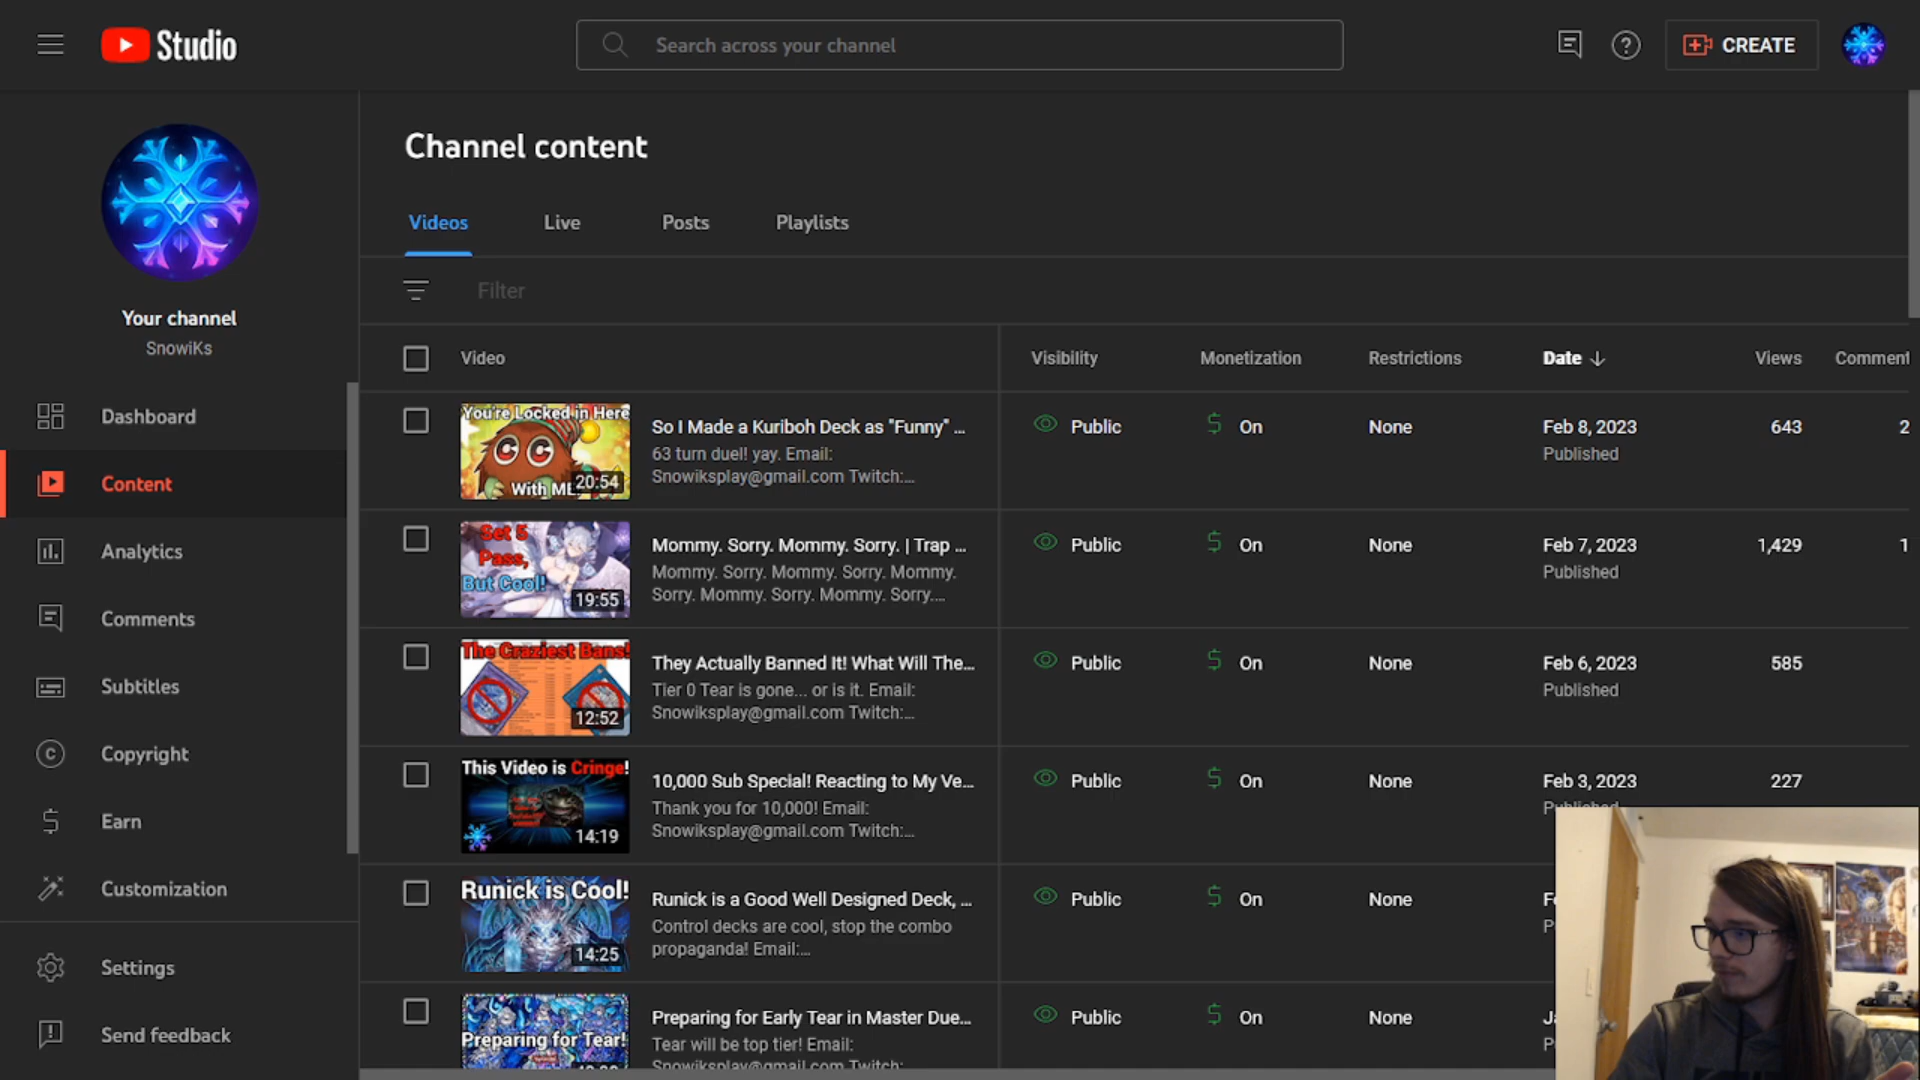 Studio
Search across your channel
CREATE
Your channel
SnowiKs
Dashboard
Content
Analytics
Comments
Subtitles
Copyright
Earn
Customization
Settings
Send feedback
Channel content
Videos Live Posts Playlists
Filter
Video Visibility Monetization Restrictions Date Views Comment
You're Locked in Here
With ME
20:54
So I Made a Kuriboh Deck as "Funny" ...
63 turn duel! yay. Email:
Snowiksplay@gmail.com Twitch:...
Public On None Feb 8, 2023 643 2
Published
Set 5
Pass,
But Cool!
19:55
Mommy. Sorry. Mommy. Sorry. | Trap ...
Mommy. Sorry. Mommy. Sorry. Mommy.
Sorry. Mommy. Sorry. Mommy. Sorry....
Public On None Feb 7, 2023 1,429 1
Published
The Craziest Bans!
12:52
They Actually Banned It! What Will The...
Tier 0 Tear is gone... or is it. Email:
Snowiksplay@gmail.com Twitch:...
Public On None Feb 6, 2023 585
Published
This Video is Cringe!
14:19
10,000 Sub Special! Reacting to My Ve...
Thank you for 10,000! Email:
Snowiksplay@gmail.com Twitch:...
Public On None Feb 3, 2023 227
Published
Runick is Cool!
14:25
Runick is a Good Well Designed Deck, ...
Control decks are cool, stop the combo
propaganda! Email:...
Public On None
Preparing for Tear!
Preparing for Early Tear in Master Due...
Tear will be top tier! Email:
Snowiksplay@gmail.com Twitch:
Public On None